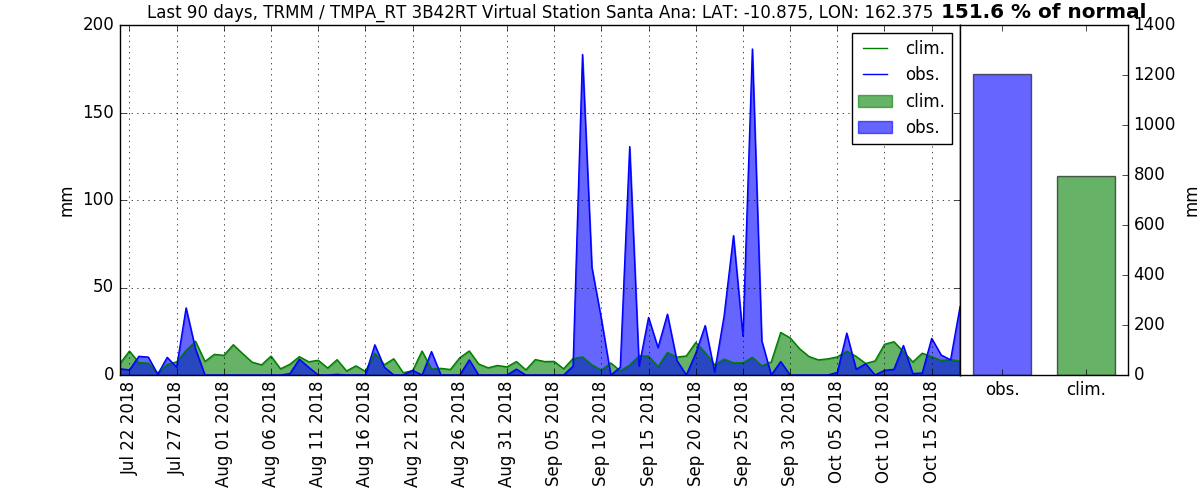 Last 90 days, TRMM / TMPA_RT 3B42RT Virtual Station Santa Ana: LAT: -10.875, LON: 162.375 151.6 % of normal
200
150
100
50
0
mm
clim.
obs.
clim.
obs.
1400
1200
1000
800
600
400
200
0
mm
Jul 22 2018
Jul 27 2018
Aug 01 2018
Aug 06 2018
Aug 11 2018
Aug 16 2018
Aug 21 2018
Aug 26 2018
Aug 31 2018
Sep 05 2018
Sep 10 2018
Sep 15 2018
Sep 20 2018
Sep 25 2018
Sep 30 2018
Oct 05 2018
Oct 10 2018
Oct 15 2018
obs.
clim.